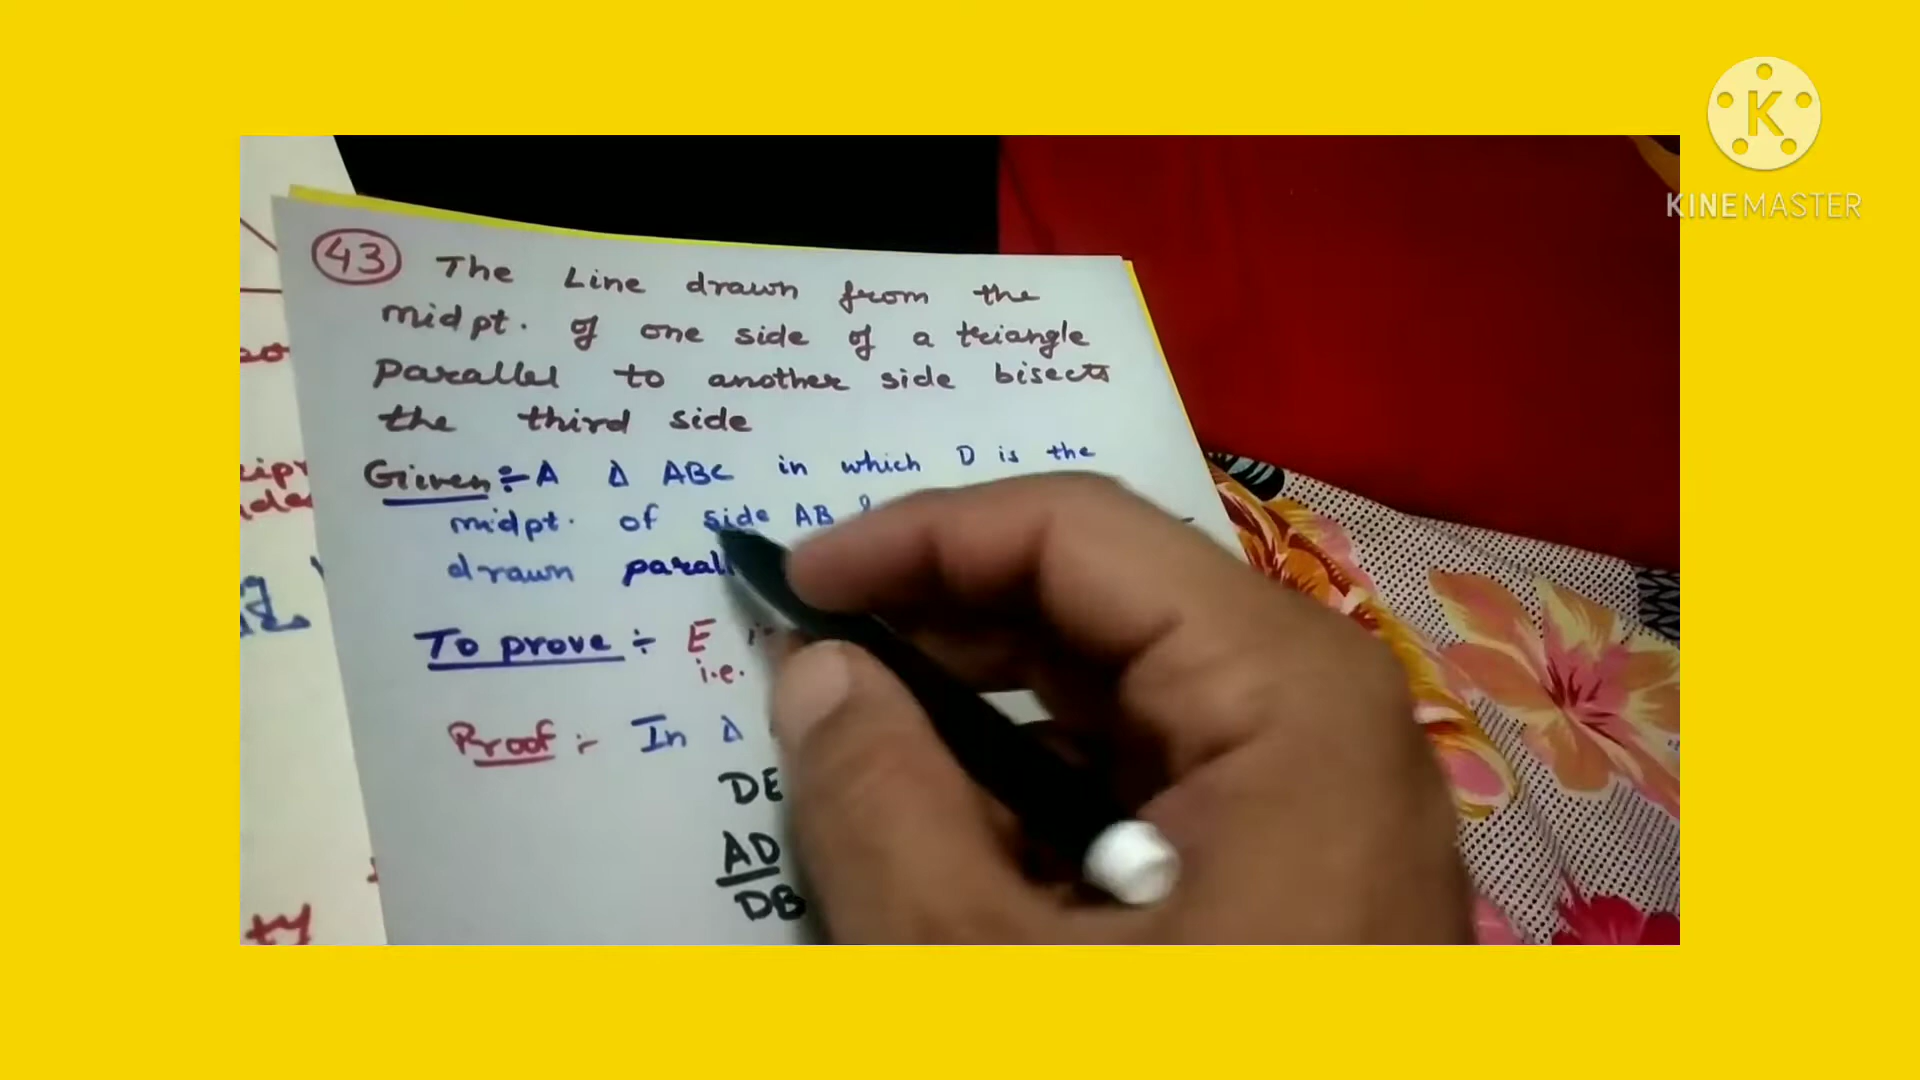 K
KINEMASTER
43 The Line drawn from the
midpt. of one side of a triangle
Parallel to another side bisects
the third side
Given :- A Δ ABC in which D is the
midpt. of side AB &
drawn
To prove :- E
i.e.
Proof :- In Δ
DE
AD
DB
ty